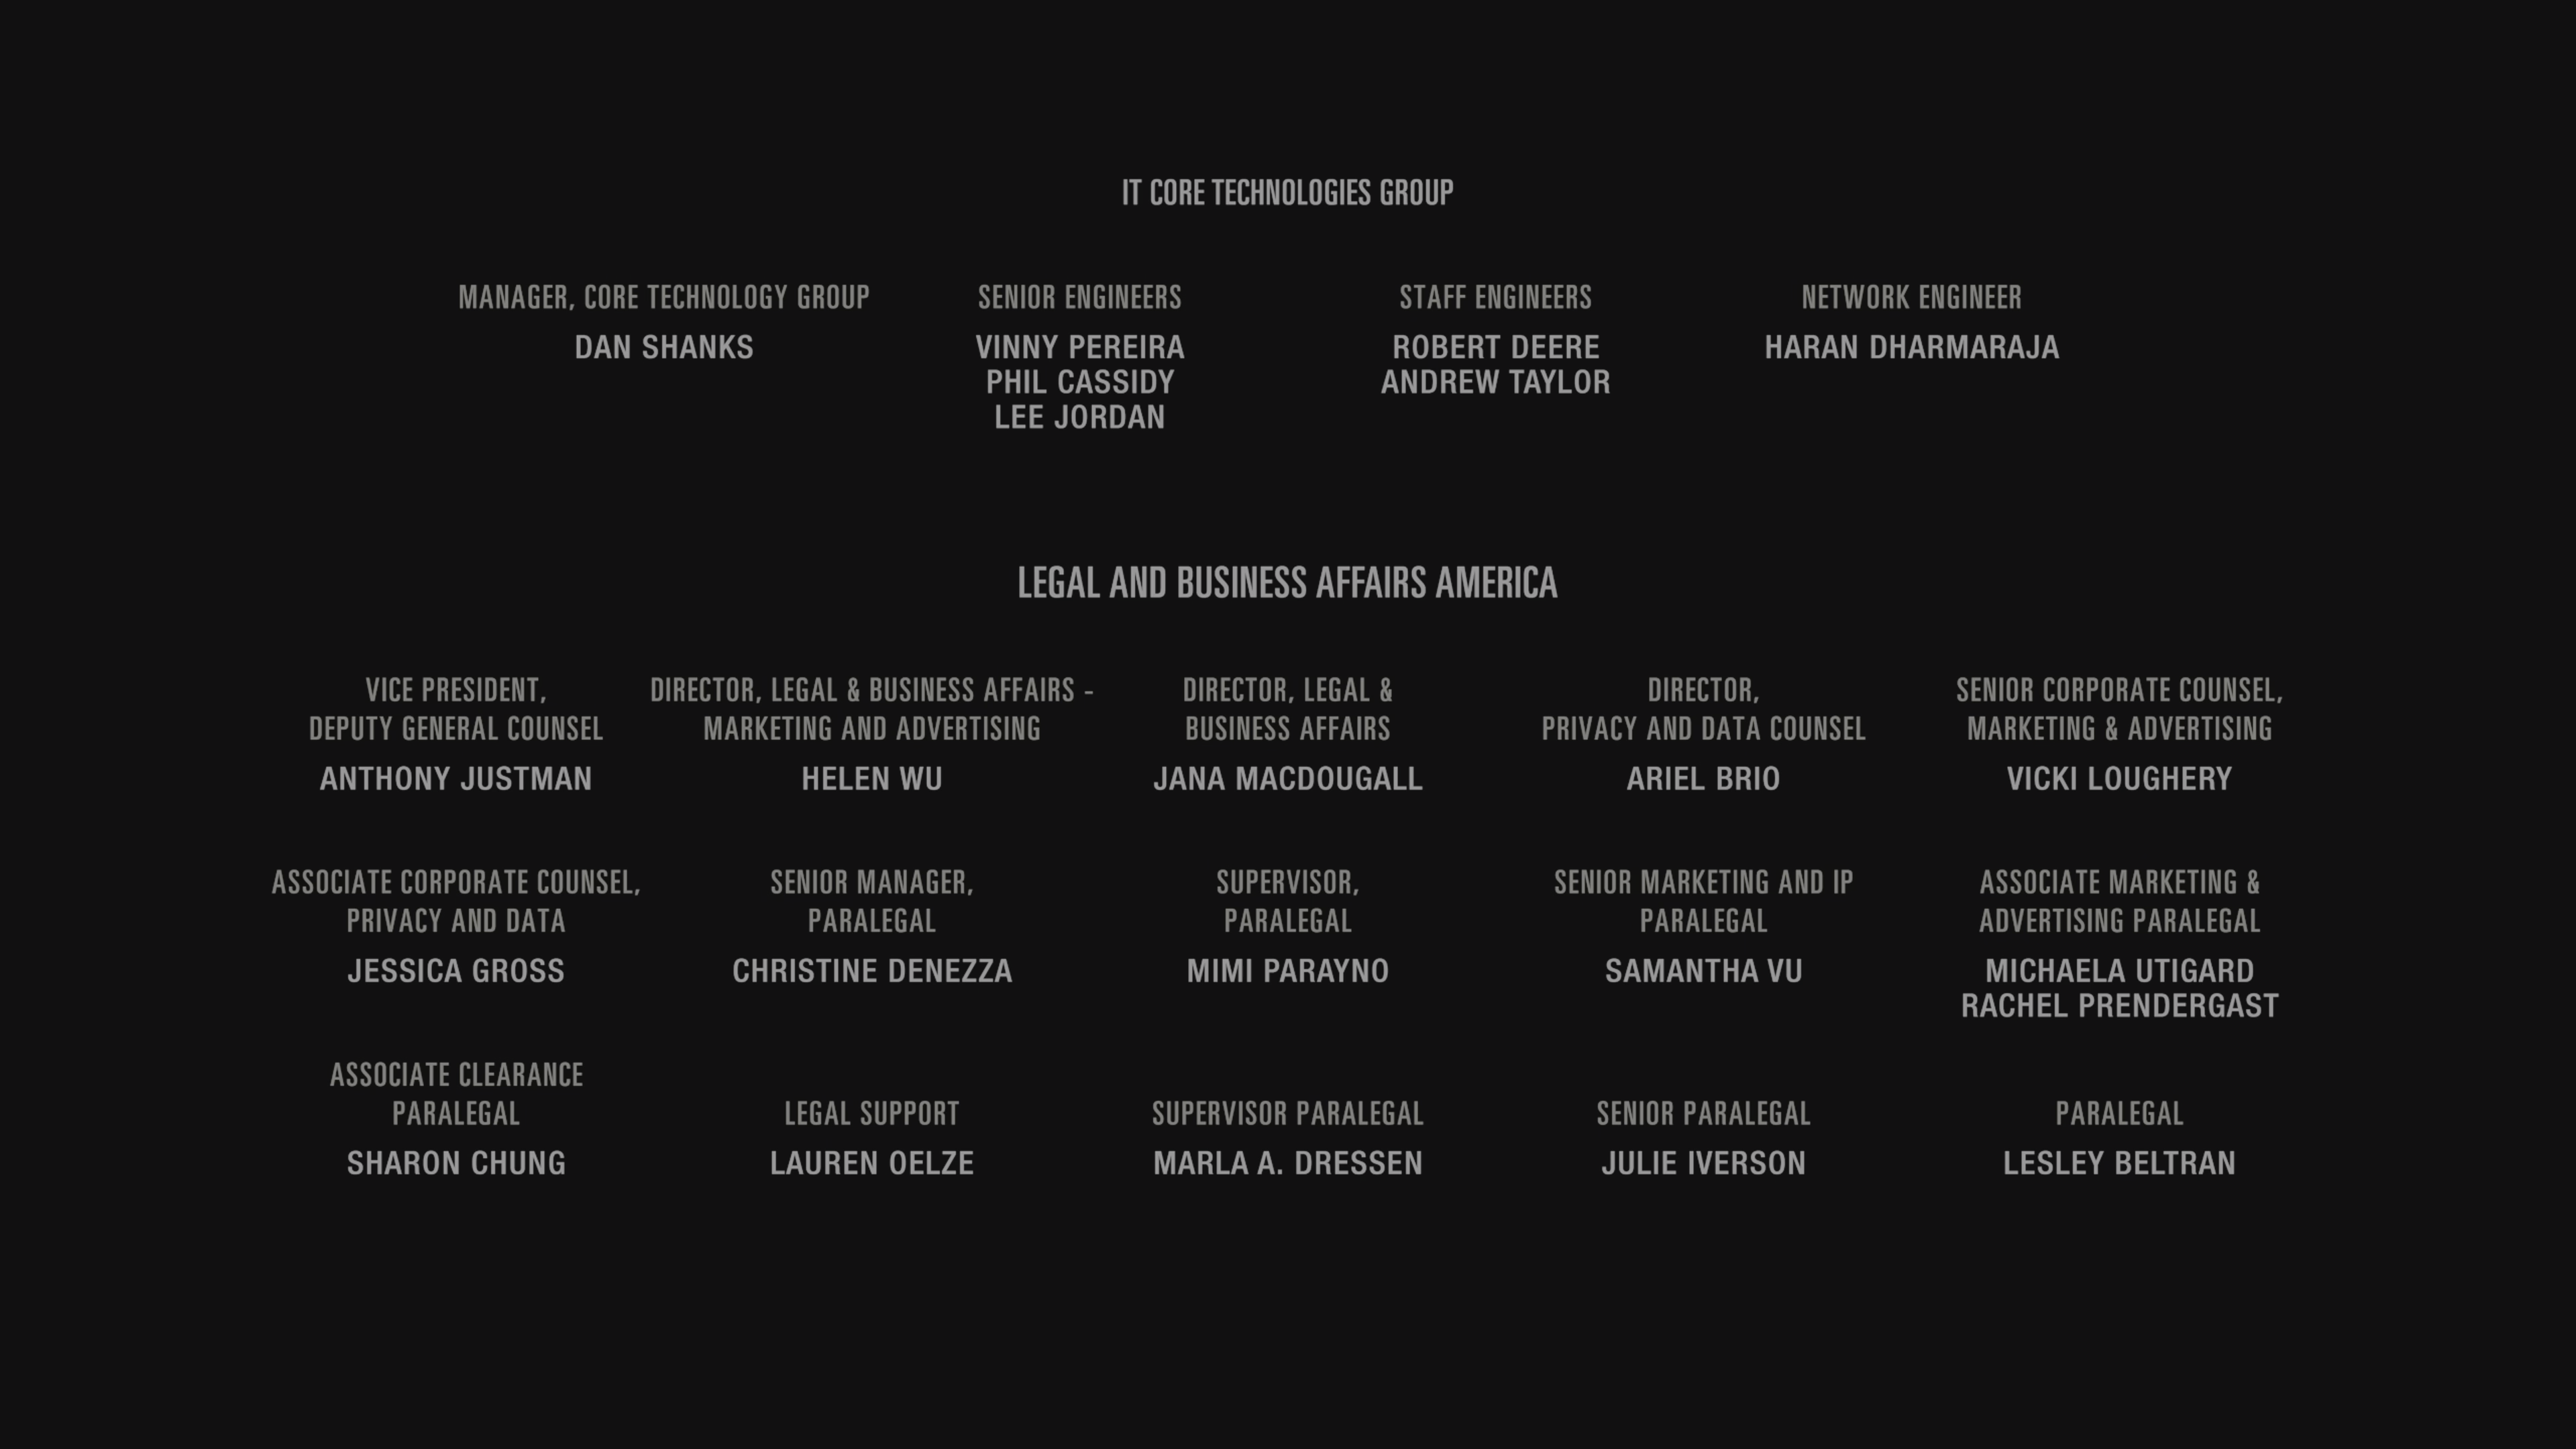 IT CORE TECHNOLOGIES GROUP
MANAGER, CORE TECHNOLOGY GROUP
DAN SHANKS
SENIOR ENGINEERS
VINNY PEREIRA
PHIL CASSIDY
LEE JORDAN
STAFF ENGINEERS
ROBERT DEERE
ANDREW TAYLOR
NETWORK ENGINEER
HARAN DHARMARAJA
LEGAL AND BUSINESS AFFAIRS AMERICA
VICE PRESIDENT,
DEPUTY GENERAL COUNSEL
ANTHONY JUSTMAN
DIRECTOR, LEGAL & BUSINESS AFFAIRS -
MARKETING AND ADVERTISING
HELEN WU
DIRECTOR, LEGAL &
BUSINESS AFFAIRS
JANA MACDOUGALL
DIRECTOR,
PRIVACY AND DATA COUNSEL
ARIEL BRIO
SENIOR CORPORATE COUNSEL,
MARKETING & ADVERTISING
VICKI LOUGHERY
ASSOCIATE CORPORATE COUNSEL,
PRIVACY AND DATA
JESSICA GROSS
SENIOR MANAGER,
PARALEGAL
CHRISTINE DENEZZA
SUPERVISOR,
PARALEGAL
MIMI PARAYNO
SENIOR MARKETING AND IP
PARALEGAL
SAMANTHA VU
ASSOCIATE MARKETING &
ADVERTISING PARALEGAL
MICHAELA UTIGARD
RACHEL PRENDERGAST
ASSOCIATE CLEARANCE
PARALEGAL
SHARON CHUNG
LEGAL SUPPORT
LAUREN OELZE
SUPERVISOR PARALEGAL
MARLA A. DRESSEN
SENIOR PARALEGAL
JULIE IVERSON
PARALEGAL
LESLEY BELTRAN